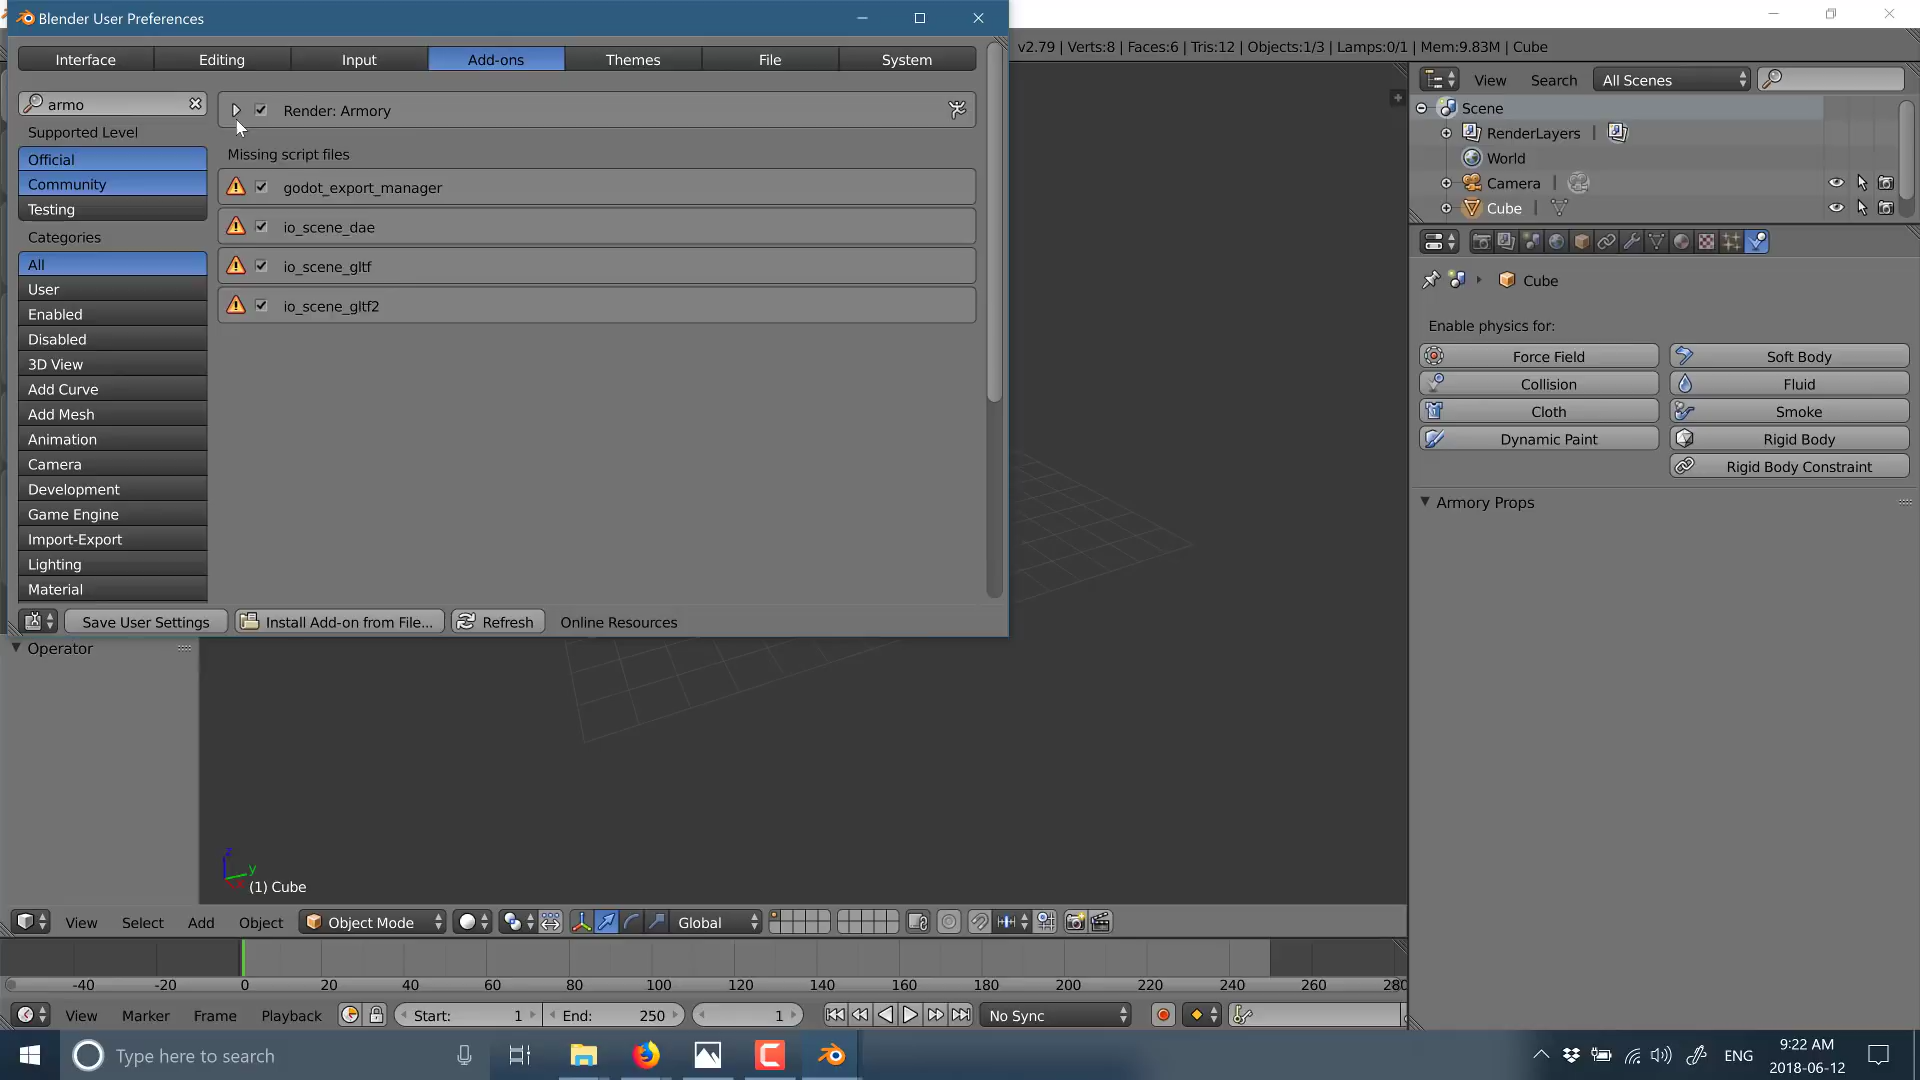 Blender User Preferences
v2.79 | Verts:8 | Faces:6 | Tris:12 | Objects:1/3 | Lamps:0/1 | Mem:9.83M | Cube
Interface Editing Input Add-ons Themes File System
View Search All Scenes
armo
Render: Armory
Supported Level
Official
Community
Testing
Categories
All
User
Enabled
Disabled
3D View
Add Curve
Add Mesh
Animation
Camera
Development
Game Engine
Import-Export
Lighting
Material
Missing script files
godot_export_manager
io_scene_dae
io_scene_gltf
io_scene_gltf2
Save User Settings Install Add-on from File... Refresh Online Resources
Scene
RenderLayers
World
Camera
Cube
Cube
Enable physics for:
Force Field Soft Body
Collision Fluid
Cloth Smoke
Dynamic Paint Rigid Body
Rigid Body Constraint
Armory Props
Operator
z
y
x
(1) Cube
View Select Add Object Object Mode Global
-40 -20 0 20 40 60 80 100 120 140 160 180 200 220 240 260 280
View Marker Frame Playback Start: 1 End: 250 1 No Sync
Type here to search
ENG
9:22 AM
2018-06-12